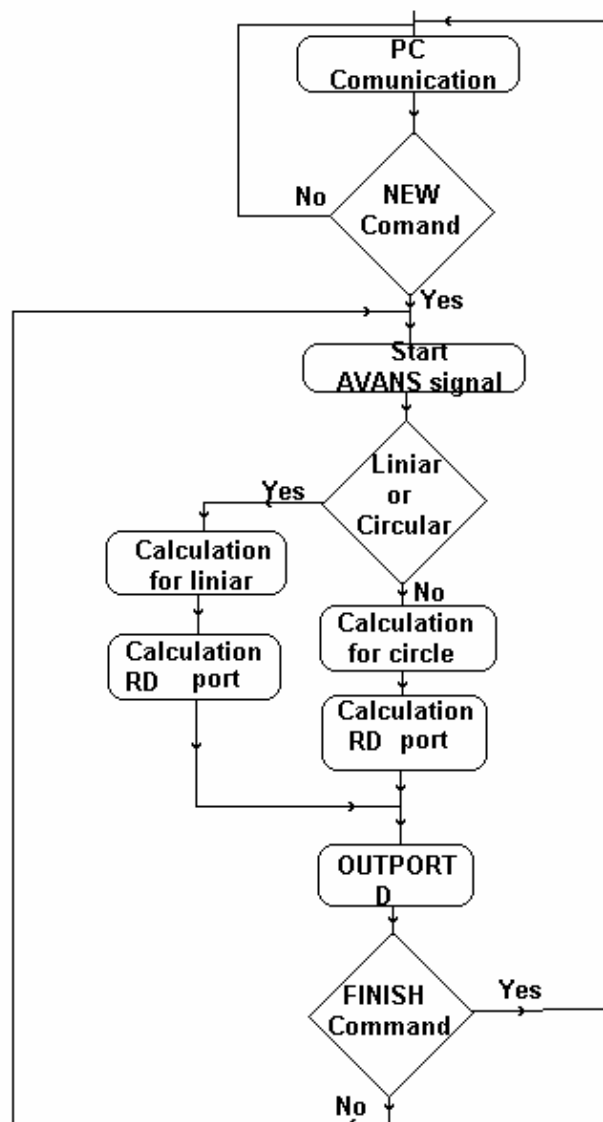 PC
Comunication
No
NEW
Comand
Yes
Start
AVANS signal
Liniar
or
Circular
Yes
Calculation
for liniar
No
Calculation
for circle
Calculation
RD port
Calculation
RD port
OUTPORT
D
FINISH
Command
Yes
No